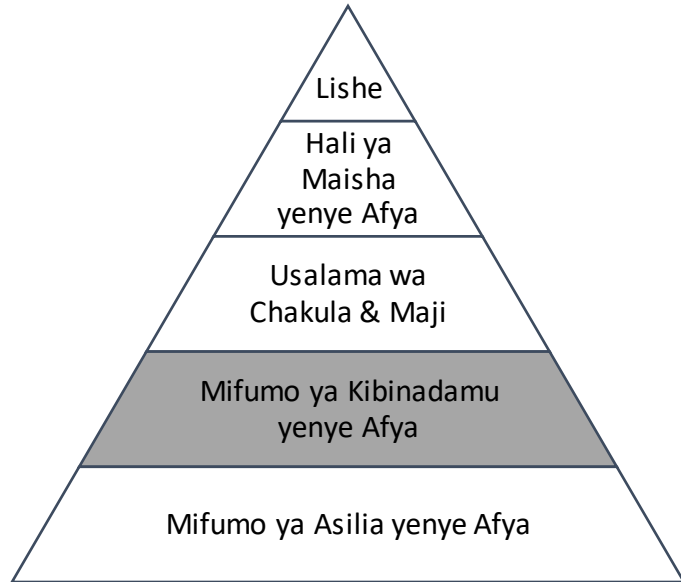 Lishe
Hali ya
Maisha
yenye Afya
Usalama wa
Chakula & Maji
Mifumo ya Kibinadamu
yenye Afya
Mifumo ya Asilia yenye Afya